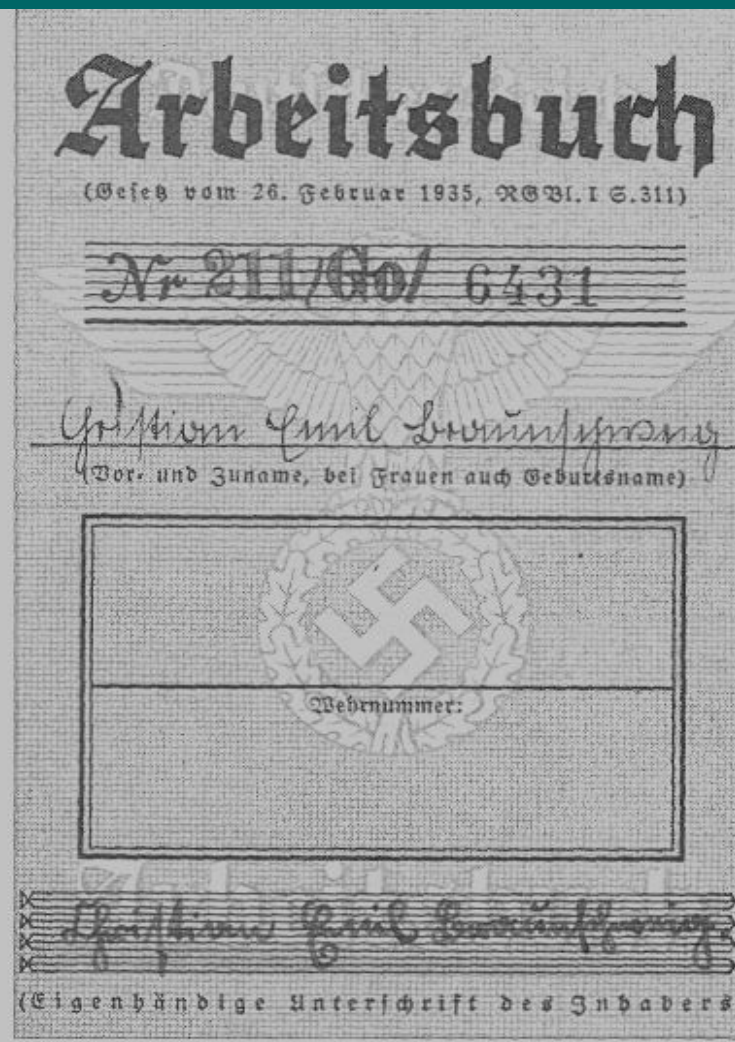 Arbeitsbuch
(Gesetz vom 26. Februar 1935, RGBl. I S. 311)
Nr 211/Go/ 6431
Christian Emil Braunschweig
(Vor- und Zuname, bei Frauen auch Geburtsname)
Wehrnummer:
Christian Emil Braunschweig.
(Eigenhändige Unterschrift des Inhabers